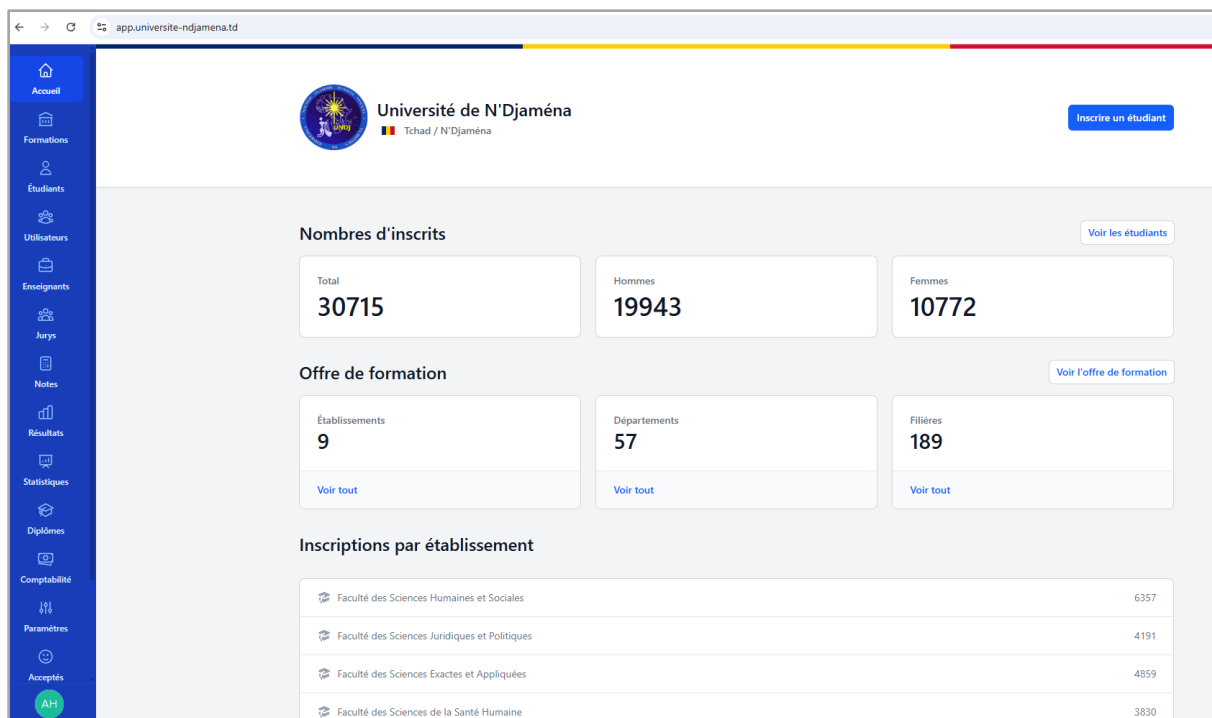 app.universite-ndjamena.td
Accueil
Formations
Étudiants
Utilisateurs
Enseignants
Jurys
Notes
Résultats
Statistiques
Diplômes
Comptabilité
Paramètres
Acceptés
AH
UNDJ
Université de N'Djaména
Tchad / N'Djaména
Inscrire un étudiant
Nombres d'inscrits
Voir les étudiants
Total
30715
Hommes
19943
Femmes
10772
Offre de formation
Voir l'offre de formation
Établissements
9
Voir tout
Départements
57
Voir tout
Filières
189
Voir tout
Inscriptions par établissement
Faculté des Sciences Humaines et Sociales 6357
Faculté des Sciences Juridiques et Politiques 4191
Faculté des Sciences Exactes et Appliquées 4859
Faculté des Sciences de la Santé Humaine 3830